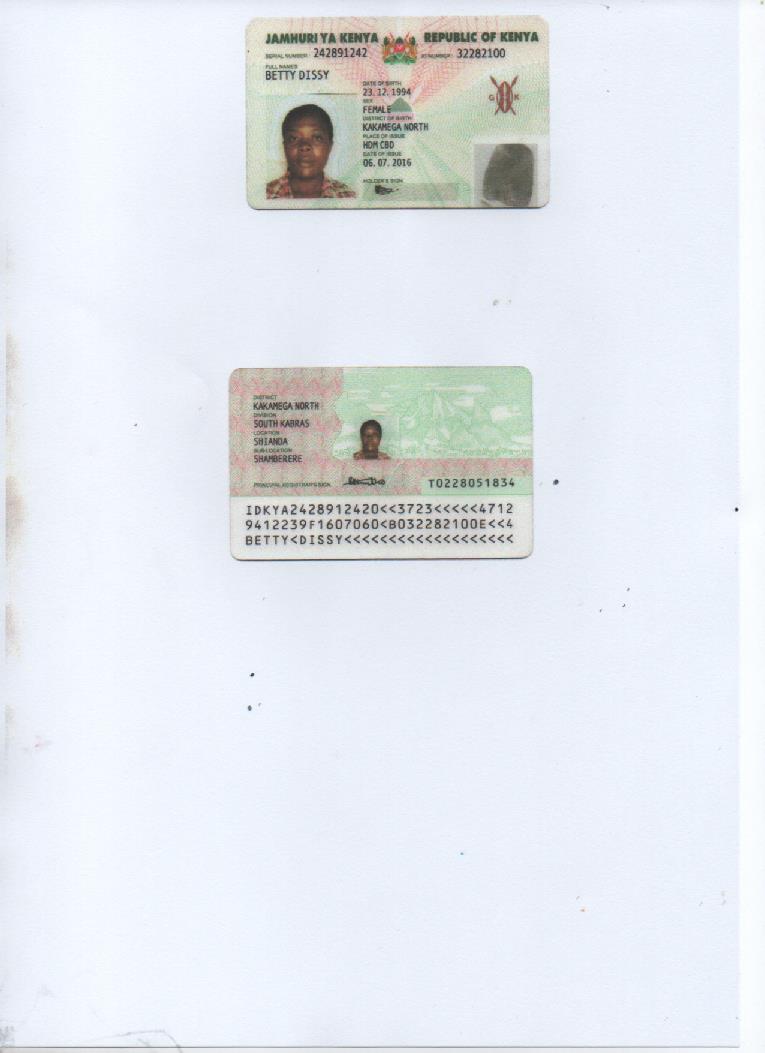 JAMHURI YA KENYA REPUBLIC OF KENYA
SERIAL NUMBER: 242891242 ID NUMBER: 32282100
FULL NAMES
BETTY DISSY
DATE OF BIRTH
23. 12. 1994
SEX
FEMALE
DISTRICT OF BIRTH
KAKAMEGA NORTH
PLACE OF ISSUE
HDM CBD
DATE OF ISSUE
06. 07. 2016
HOLDER'S SIGN.
G K
DISTRICT
KAKAMEGA NORTH
DIVISION
SOUTH KABRAS
LOCATION
SHIANDA
SUB-LOCATION
SHAMBERERE
PRINCIPAL REGISTRAR'S SIGN.
T0228051834
IDKYA2428912420<<3723<<<<<4712
9412239F1607060<B032282100E<<4
BETTY<DISSY<<<<<<<<<<<<<<<<<<<